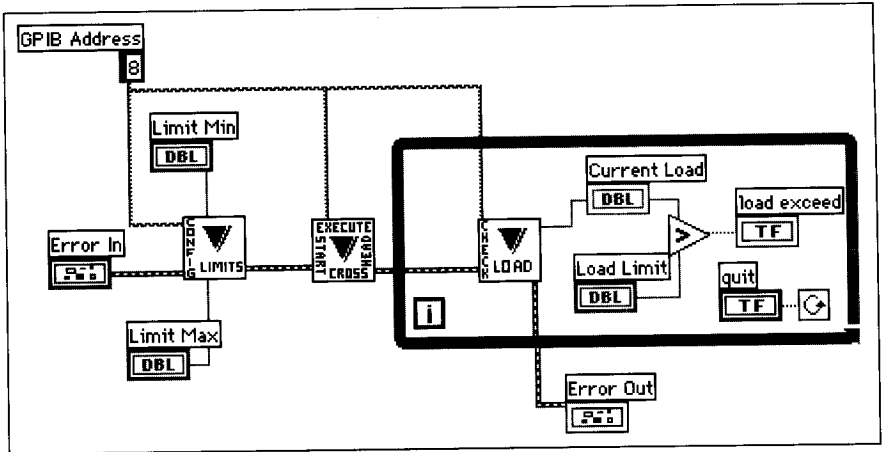 GPIB Address
8
Limit Min
DBL
Error In
CONFIG
LIMITS
Limit Max
DBL
EXECUTE
START
HEAD
CROSS
CHECK
LOAD
Current Load
DBL
Load Limit
DBL
>
load exceed
TF
quit
TF
i
Error Out